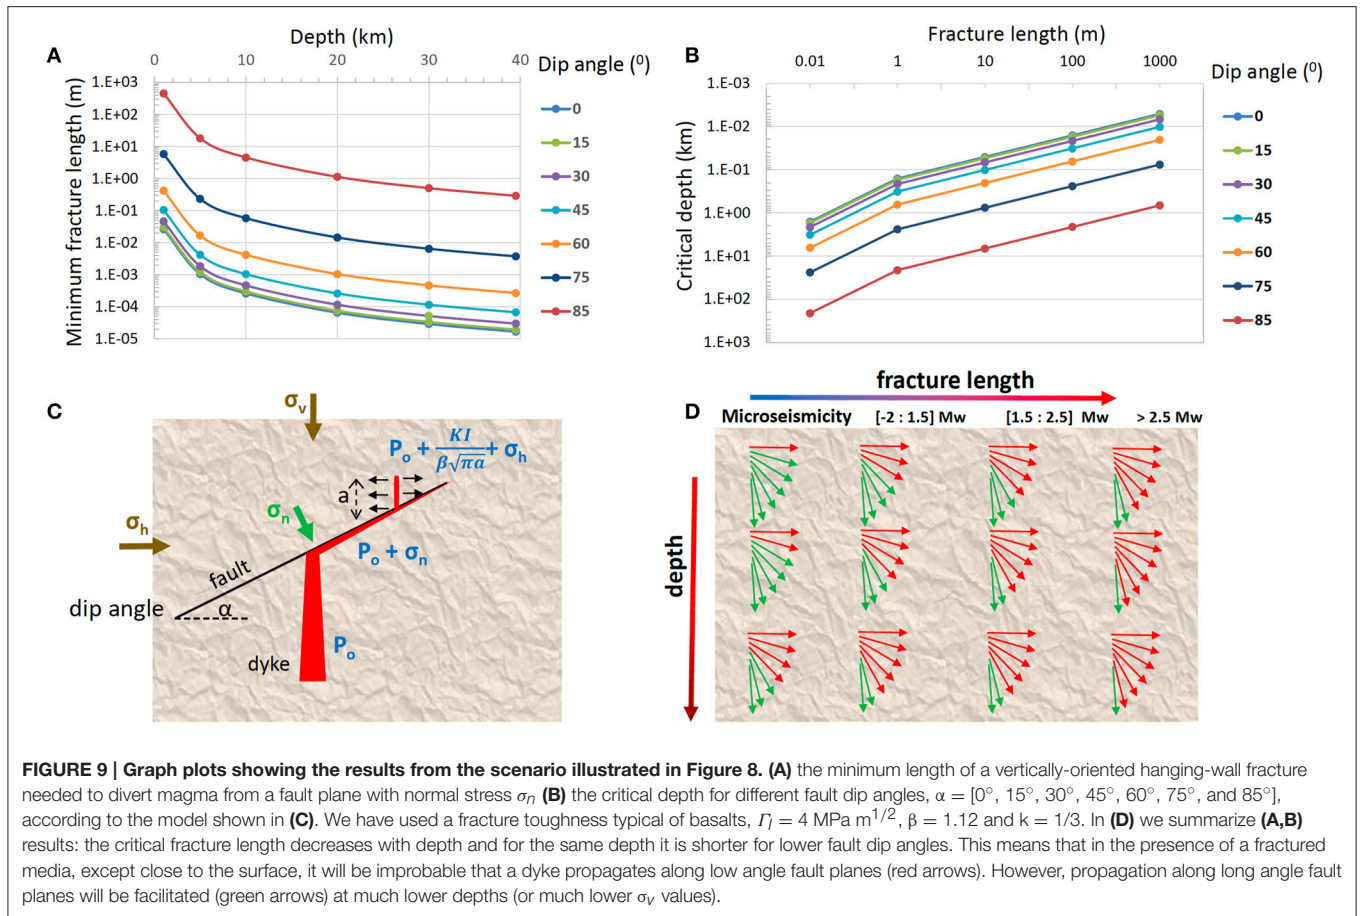 A
Depth (km)
0 10 20 30 40
Minimum fracture length (m)
1.E+03
1.E+02
1.E+01
1.E+00
1.E-01
1.E-02
1.E-03
1.E-04
1.E-05
Dip angle (⁰)
0
15
30
45
60
75
85
B
Fracture length (m)
0.01 1 10 100 1000
Critical depth (km)
1.E-03
1.E-02
1.E-01
1.E+00
1.E+01
1.E+02
1.E+03
Dip angle (⁰)
0
15
30
45
60
75
85
C
σv
Po + KI/β√πa + σh
a
σn
σh
Po + σn
fault
dip angle
α
Po
dyke
D
fracture length
Microseismicity [-2 : 1.5] Mw [1.5 : 2.5] Mw > 2.5 Mw
depth
FIGURE 9 | Graph plots showing the results from the scenario illustrated in Figure 8. (A) the minimum length of a vertically-oriented hanging-wall fracture
needed to divert magma from a fault plane with normal stress σn (B) the critical depth for different fault dip angles, α = [0°, 15°, 30°, 45°, 60°, 75°, and 85°],
according to the model shown in (C). We have used a fracture toughness typical of basalts, ΓI = 4 MPa m1/2, β = 1.12 and k = 1/3. In (D) we summarize (A,B)
results: the critical fracture length decreases with depth and for the same depth it is shorter for lower fault dip angles. This means that in the presence of a fractured
media, except close to the surface, it will be improbable that a dyke propagates along low angle fault planes (red arrows). However, propagation along long angle fault
planes will be facilitated (green arrows) at much lower depths (or much lower σv values).